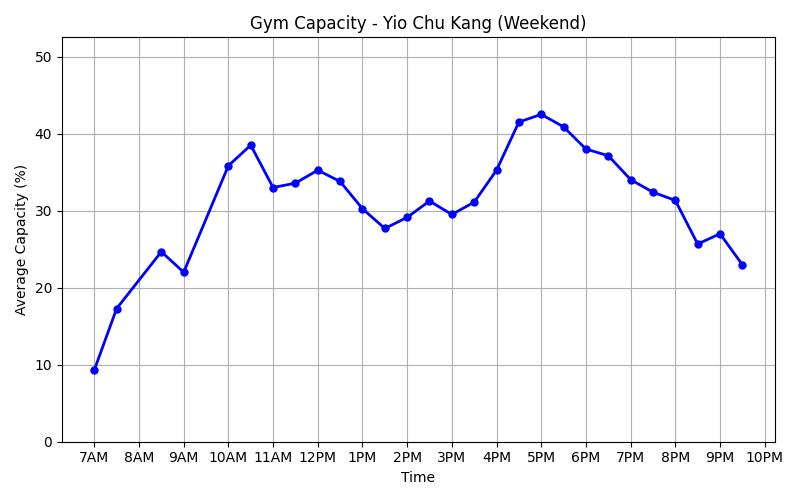 Gym Capacity - Yio Chu Kang (Weekend)
Average Capacity (%)
50
40
30
20
10
0
7AM 8AM 9AM 10AM 11AM 12PM 1PM 2PM 3PM 4PM 5PM 6PM 7PM 8PM 9PM 10PM
Time